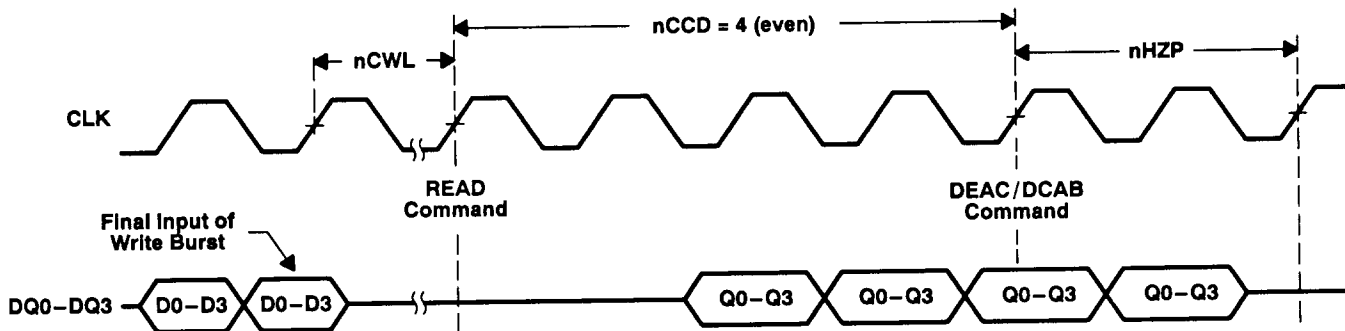 nCCD = 4 (even)
nCWL
nHZP
CLK
READ
Command
DEAC/DCAB
Command
Final Input of
Write Burst
DQ0–DQ3
D0–D3
D0–D3
Q0–Q3
Q0–Q3
Q0–Q3
Q0–Q3